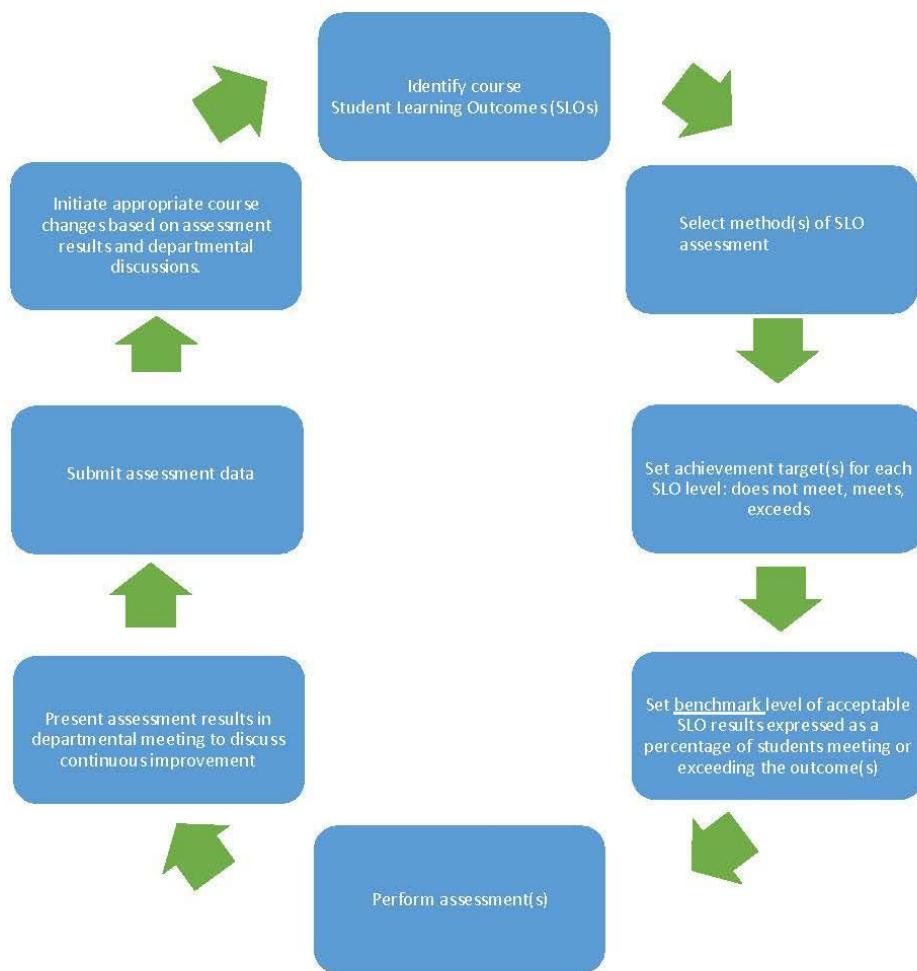 Identify course
Student Learning Outcomes (SLOs)
Select method(s) of SLO
assessment
Set achievement target(s) for each
SLO level: does not meet, meets,
exceeds
Set benchmark level of acceptable
SLO results expressed as a
percentage of students meeting or
exceeding the outcome(s)
Perform assessment(s)
Present assessment results in
departmental meeting to discuss
continuous improvement
Submit assessment data
Initiate appropriate course
changes based on assessment
results and departmental
discussions.